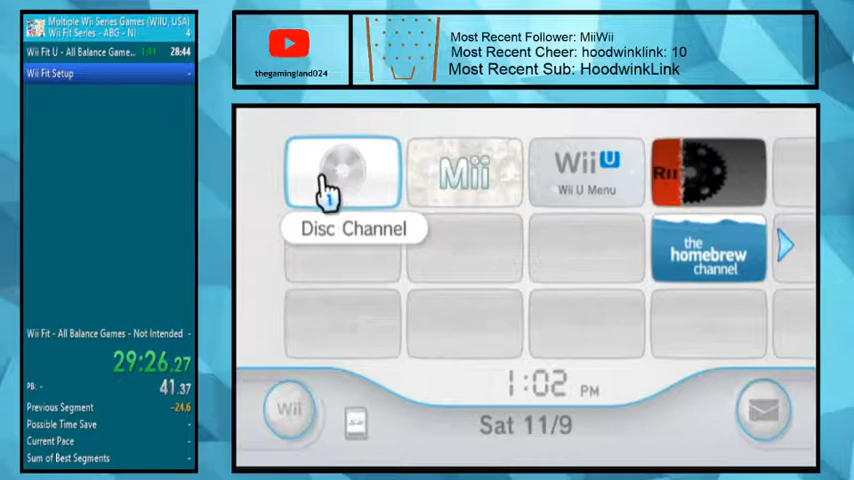 Multiple Wii Series Games (WIIU, USA)
Wii Fit Series - ABG - NI
4
Wii Fit U - All Balance Game... 1:41 28:44
Wii Fit Setup -
Wii Fit - All Balance Games - Not Intended -
29:26.27
PB: - 41.37
Previous Segment -24.6
Possible Time Save -
Current Pace -
Sum of Best Segments -
thegamingland024
Most Recent Follower: MiiWii
Most Recent Cheer: hoodwinklink: 10
Most Recent Sub: HoodwinkLink
1
Disc Channel
Mii
Wii U
Wii U Menu
Rii
the
homebrew
channel
1:02 PM
Sat 11/9
Wii